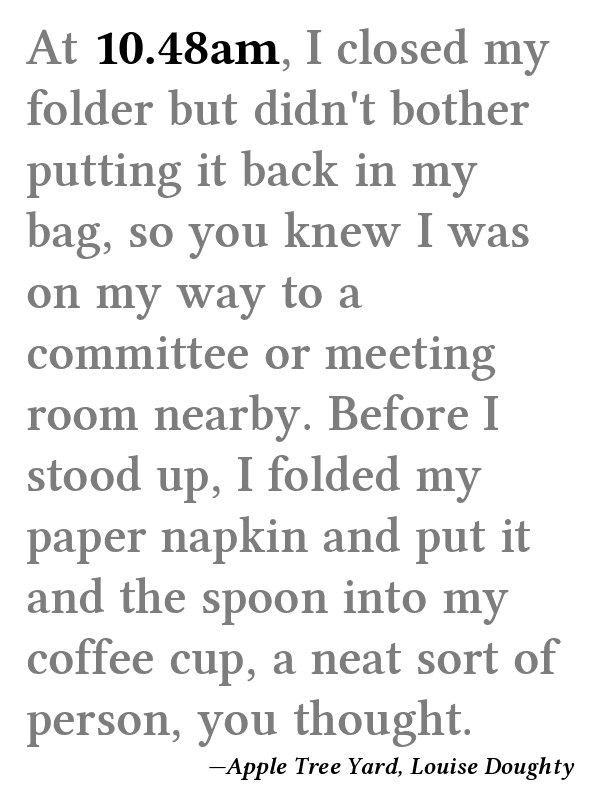 At 10.48am, I closed my
folder but didn't bother
putting it back in my
bag, so you knew I was
on my way to a
committee or meeting
room nearby. Before I
stood up, I folded my
paper napkin and put it
and the spoon into my
coffee cup, a neat sort of
person, you thought.
—Apple Tree Yard, Louise Doughty